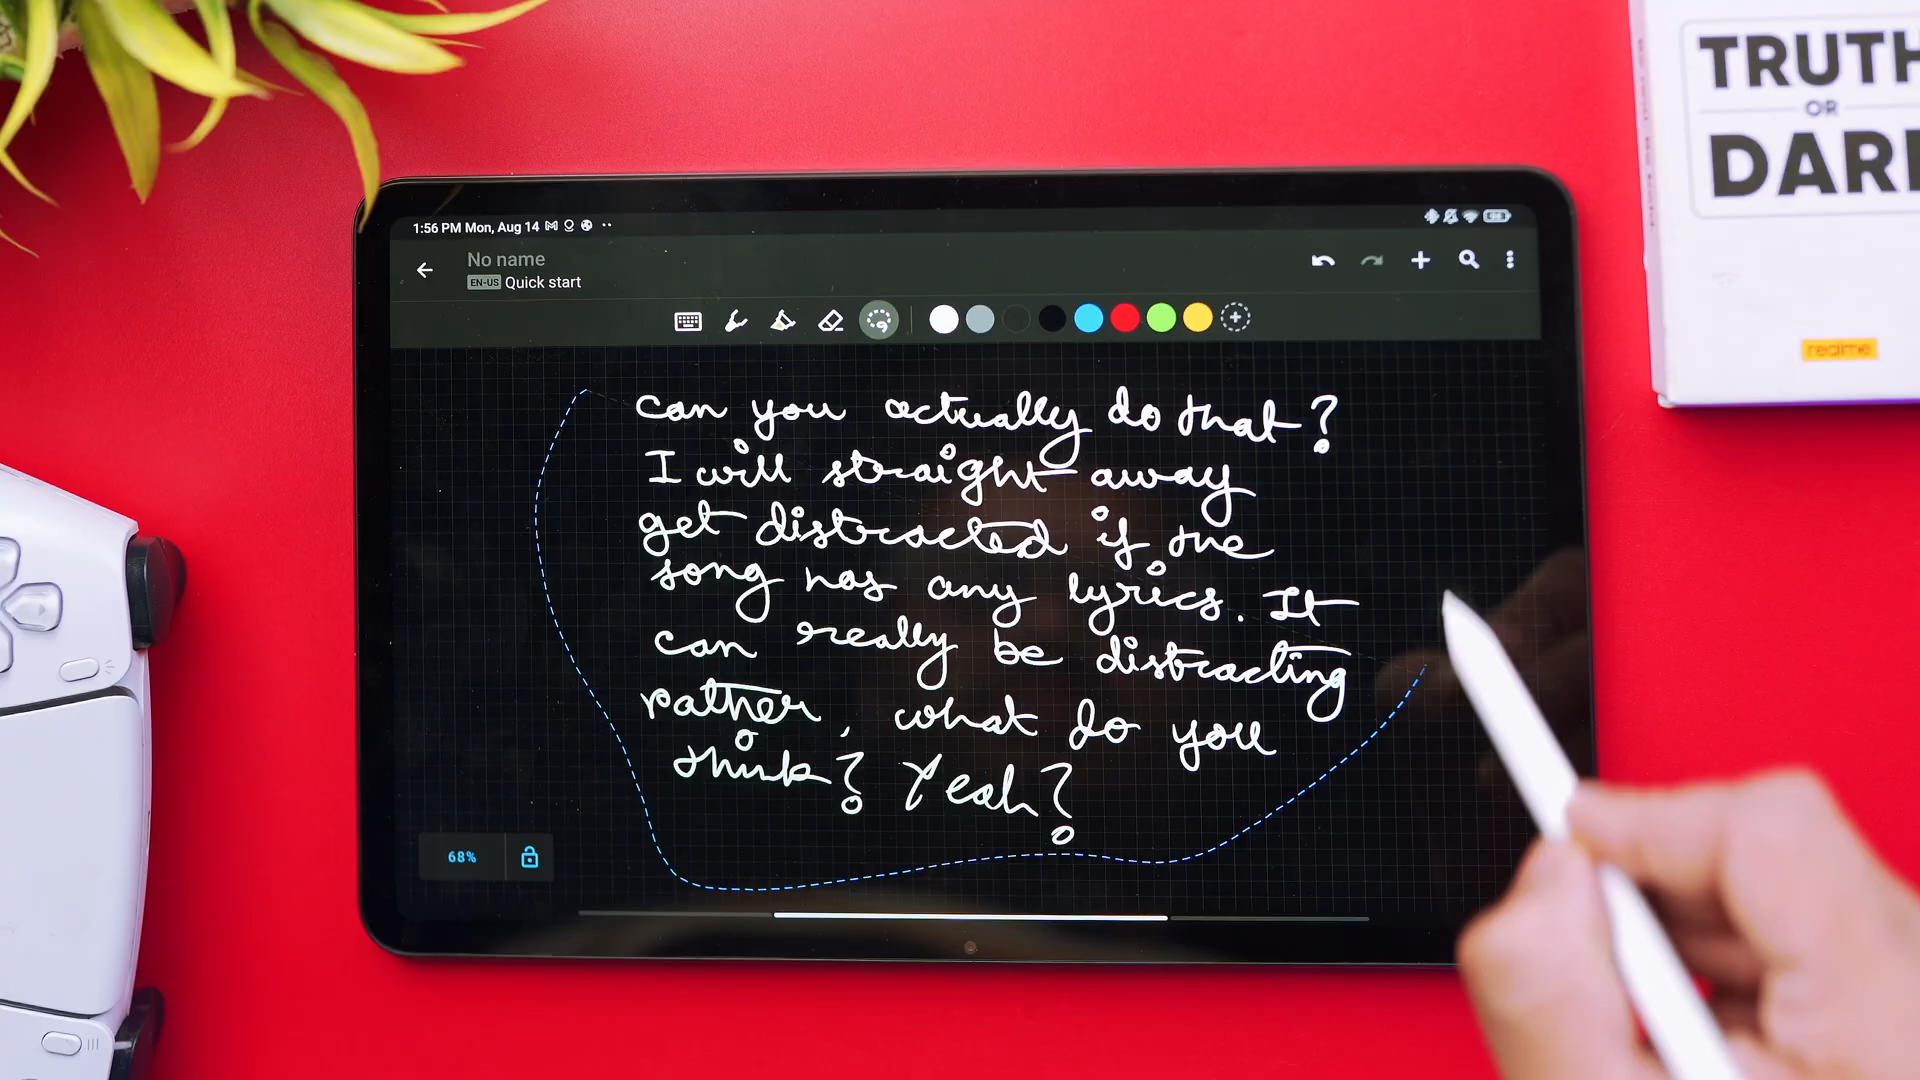 TRUTH
OR
DARE
realme
1:56 PM Mon, Aug 14
No name
EN-US Quick start
can you actually do that?
I will straight away
get distracted if the
song has any lyrics. It
can really be distracting
rather, what do you
think? Yeah?
68%